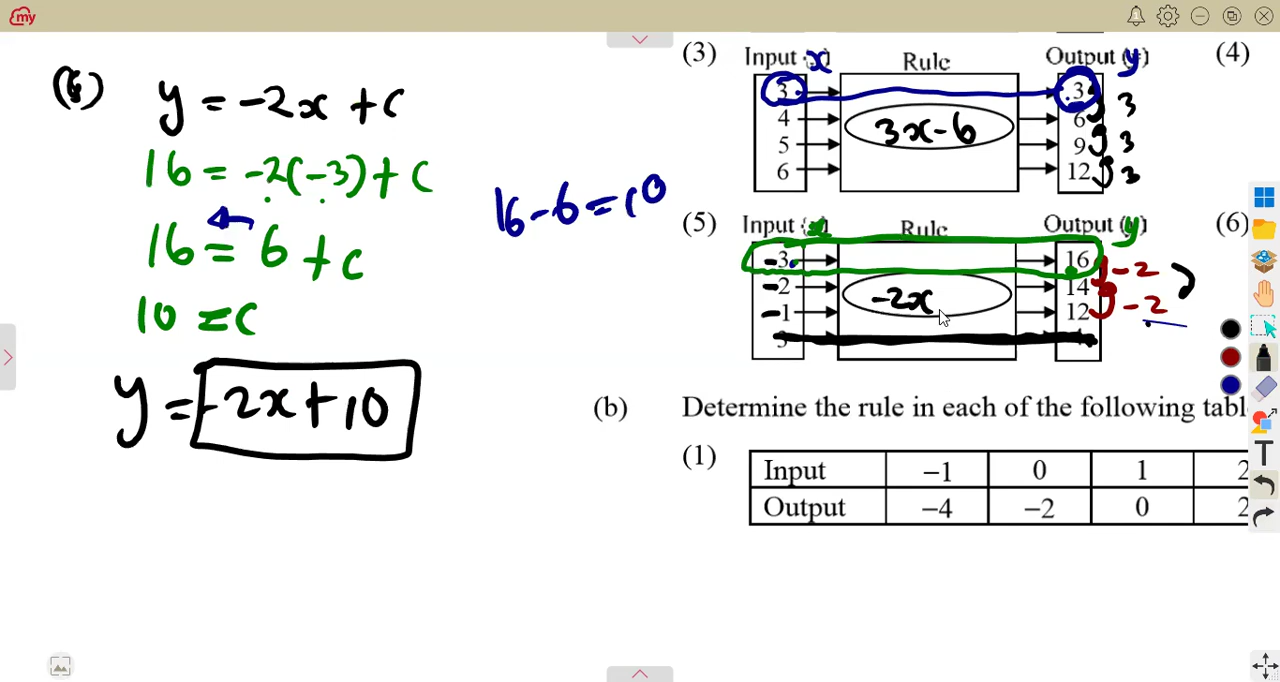 my
(5)
y = -2x + c
16 = -2(-3) + c
16 = 6 + c
10 = c
y = -2x + 10
16 - 6 = 10
(3)
Input x
Rule
Output (y
3
3
3
4
3x - 6
6
3
5
9
3
6
12
3
(4)
(5)
Input x
Rule
Output (y
-3
16
-2
-2
-2x
14
-2
-1
12
(6)
(b) Determine the rule in each of the following tabl
(1)
Input -1 0 1 2
Output -4 -2 0 2
T